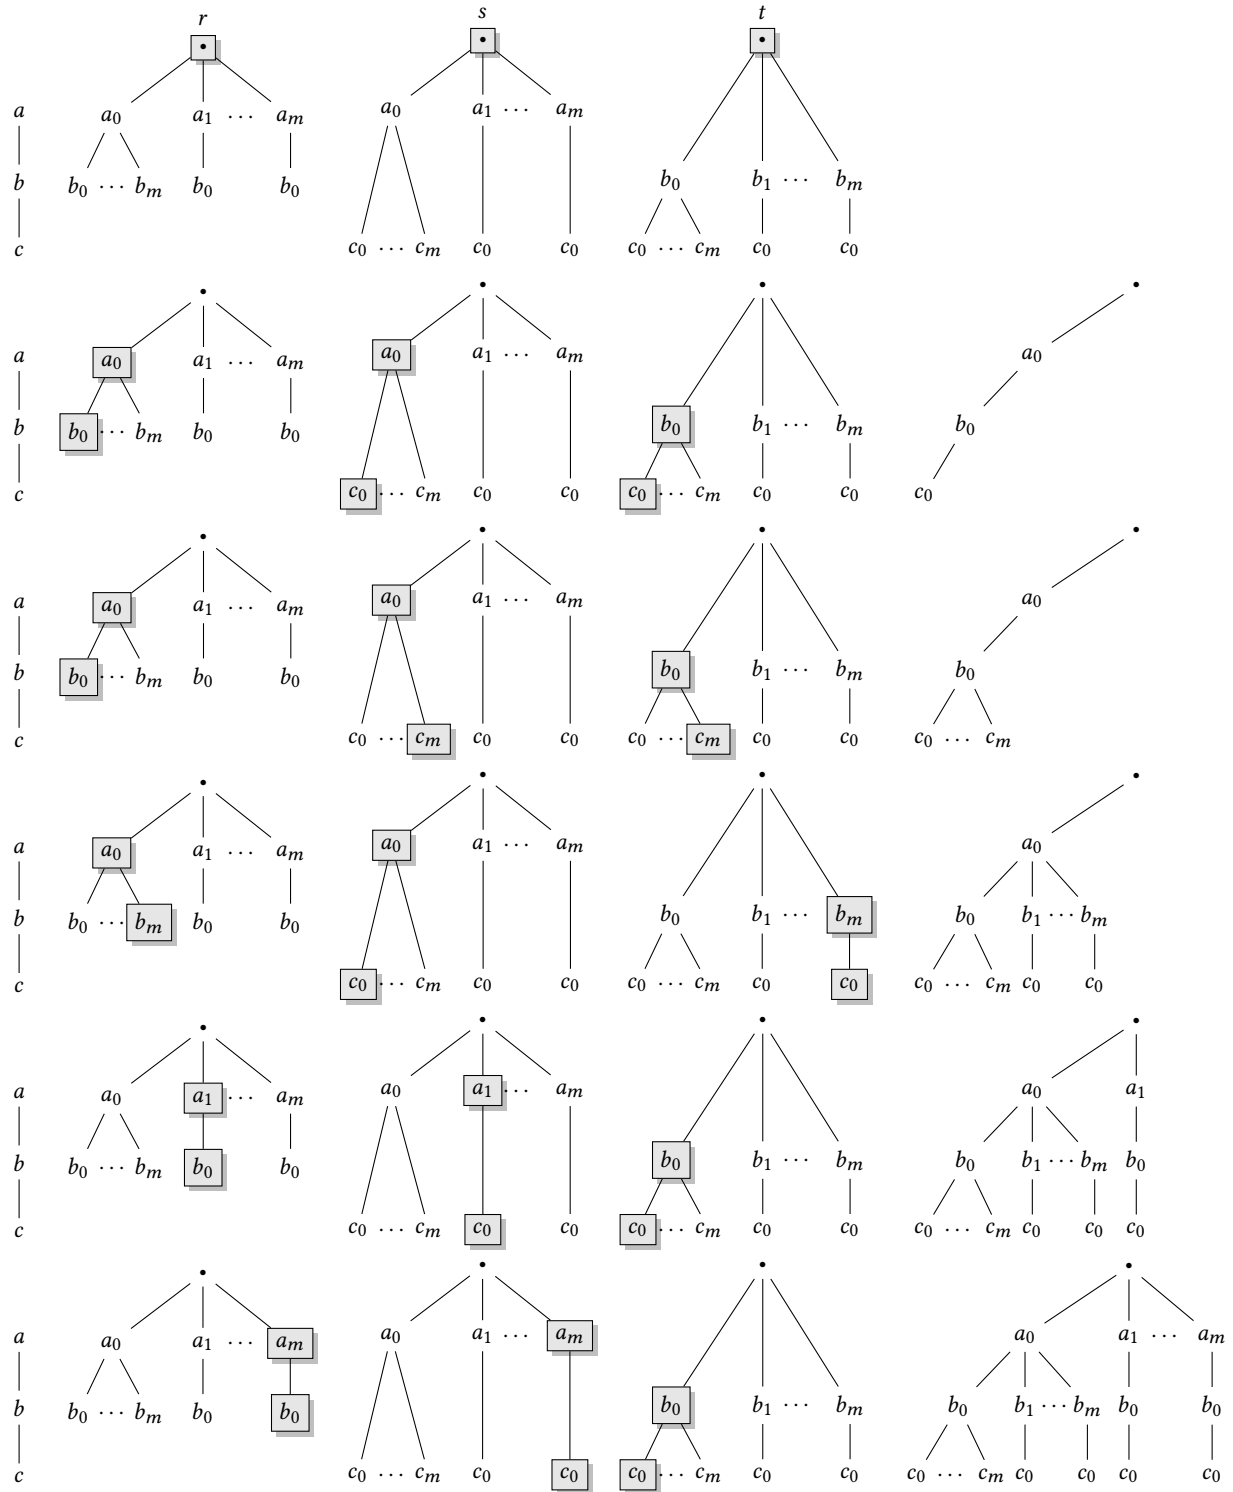 r s t
a a₀ a₁ ··· aₘ a₀ a₁ ··· aₘ
b b₀ ··· bₘ b₀ b₀ b₀ b₁ ··· bₘ
c c₀ ··· cₘ c₀ c₀ c₀ ··· cₘ c₀ c₀
a a₀ a₁ ··· aₘ a₀ a₁ ··· aₘ a₀
b b₀ ··· bₘ b₀ b₀ b₀ b₁ ··· bₘ b₀
c c₀ ··· cₘ c₀ c₀ c₀ ··· cₘ c₀ c₀ c₀
a a₀ a₁ ··· aₘ a₀ a₁ ··· aₘ a₀
b b₀ ··· bₘ b₀ b₀ b₀ b₁ ··· bₘ b₀
c c₀ ··· cₘ c₀ c₀ c₀ ··· cₘ c₀ c₀ c₀ ··· cₘ
a a₀ a₁ ··· aₘ a₀ a₁ ··· aₘ a₀
b b₀ ··· bₘ b₀ b₀ b₀ b₁ ··· bₘ b₀ b₁ ··· bₘ
c c₀ ··· cₘ c₀ c₀ c₀ ··· cₘ c₀ c₀ c₀ ··· cₘ c₀ c₀
a a₀ a₁ ··· aₘ a₀ a₁ ··· aₘ a₀ a₁
b b₀ ··· bₘ b₀ b₀ b₀ b₁ ··· bₘ b₀ b₁ ··· bₘ b₀
c c₀ ··· cₘ c₀ c₀ c₀ ··· cₘ c₀ c₀ c₀ ··· cₘ c₀ c₀ c₀
a a₀ a₁ ··· aₘ a₀ a₁ ··· aₘ a₀ a₁ ··· aₘ
b b₀ ··· bₘ b₀ b₀ b₀ b₁ ··· bₘ b₀ b₁ ··· bₘ b₀ b₀
c c₀ ··· cₘ c₀ c₀ c₀ ··· cₘ c₀ c₀ c₀ ··· cₘ c₀ c₀ c₀ c₀